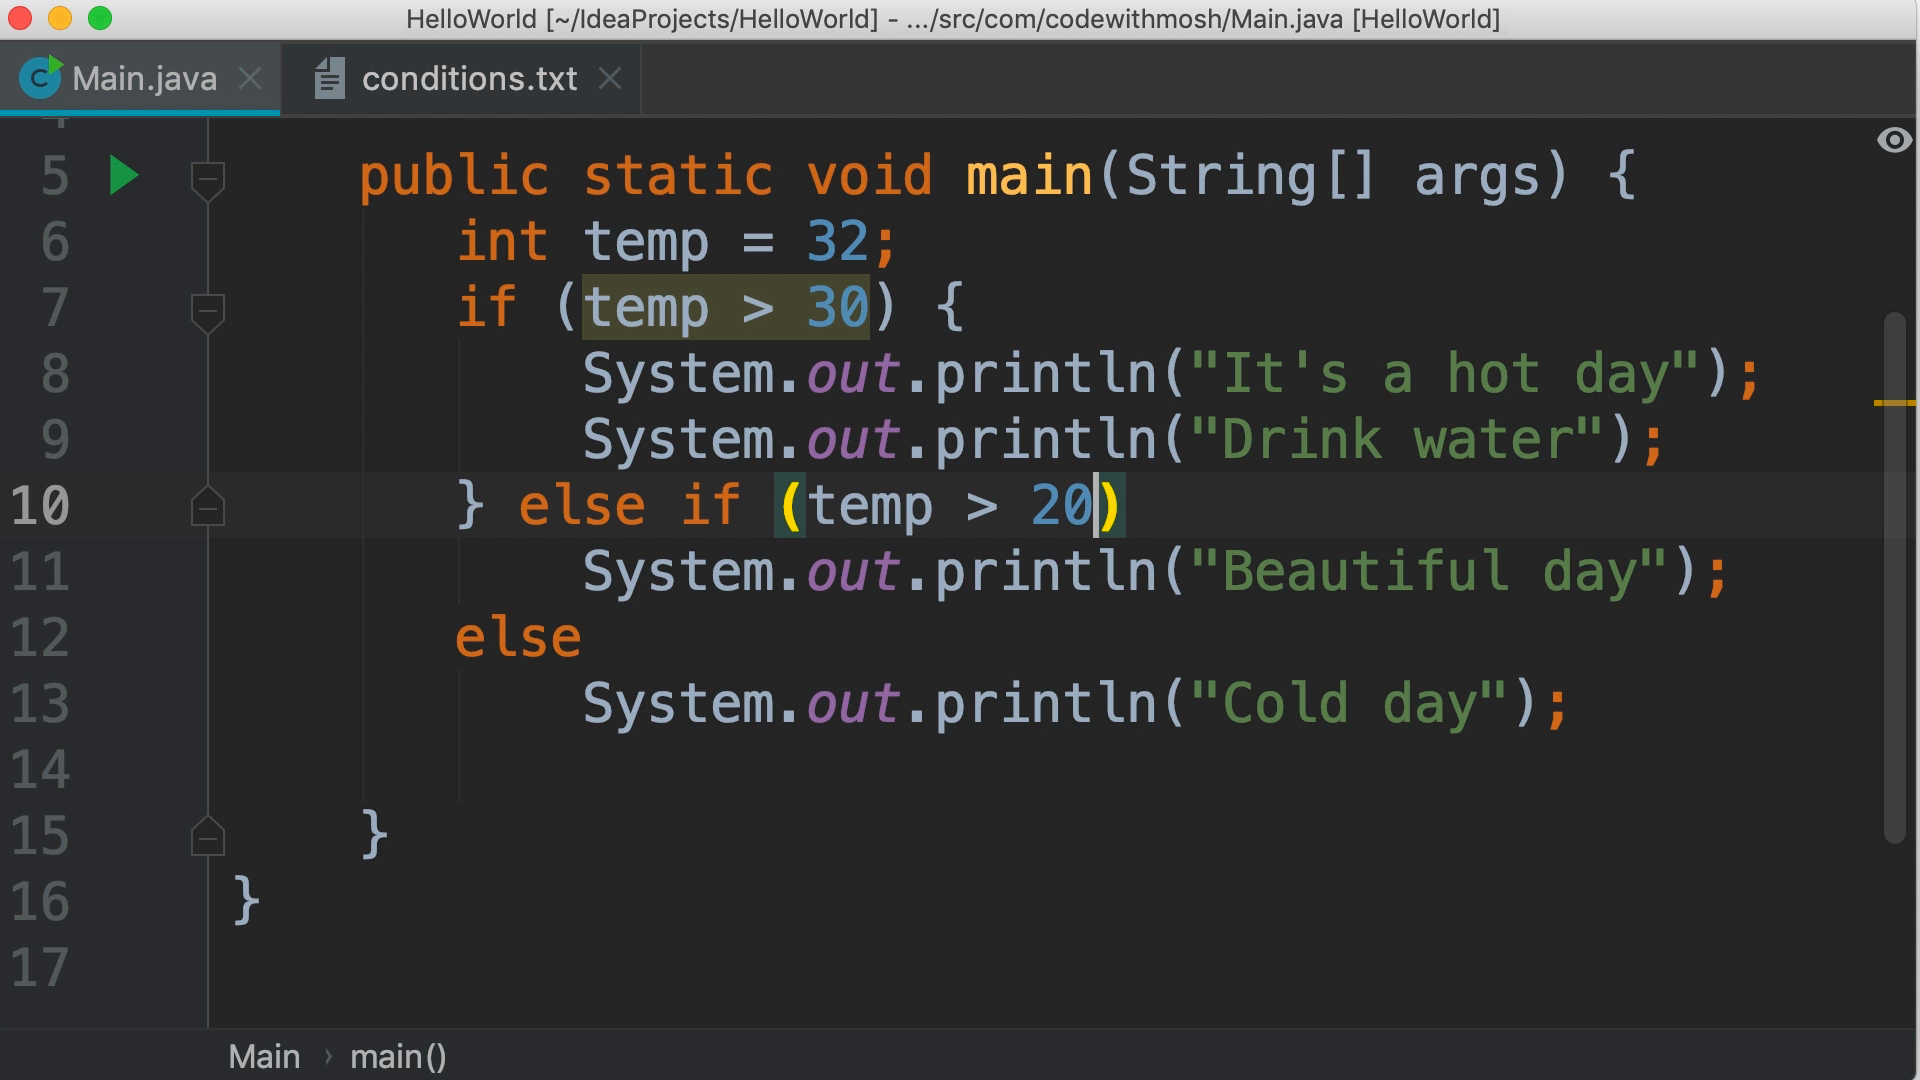 HelloWorld [~/IdeaProjects/HelloWorld] - .../src/com/codewithmosh/Main.java [HelloWorld]
Main.java conditions.txt
5 public static void main(String[] args) {
6 int temp = 32;
7 if (temp > 30) {
8 System.out.println("It's a hot day");
9 System.out.println("Drink water");
10 } else if (temp > 20)
11 System.out.println("Beautiful day");
12 else
13 System.out.println("Cold day");
14
15 }
16 }
17
Main › main()